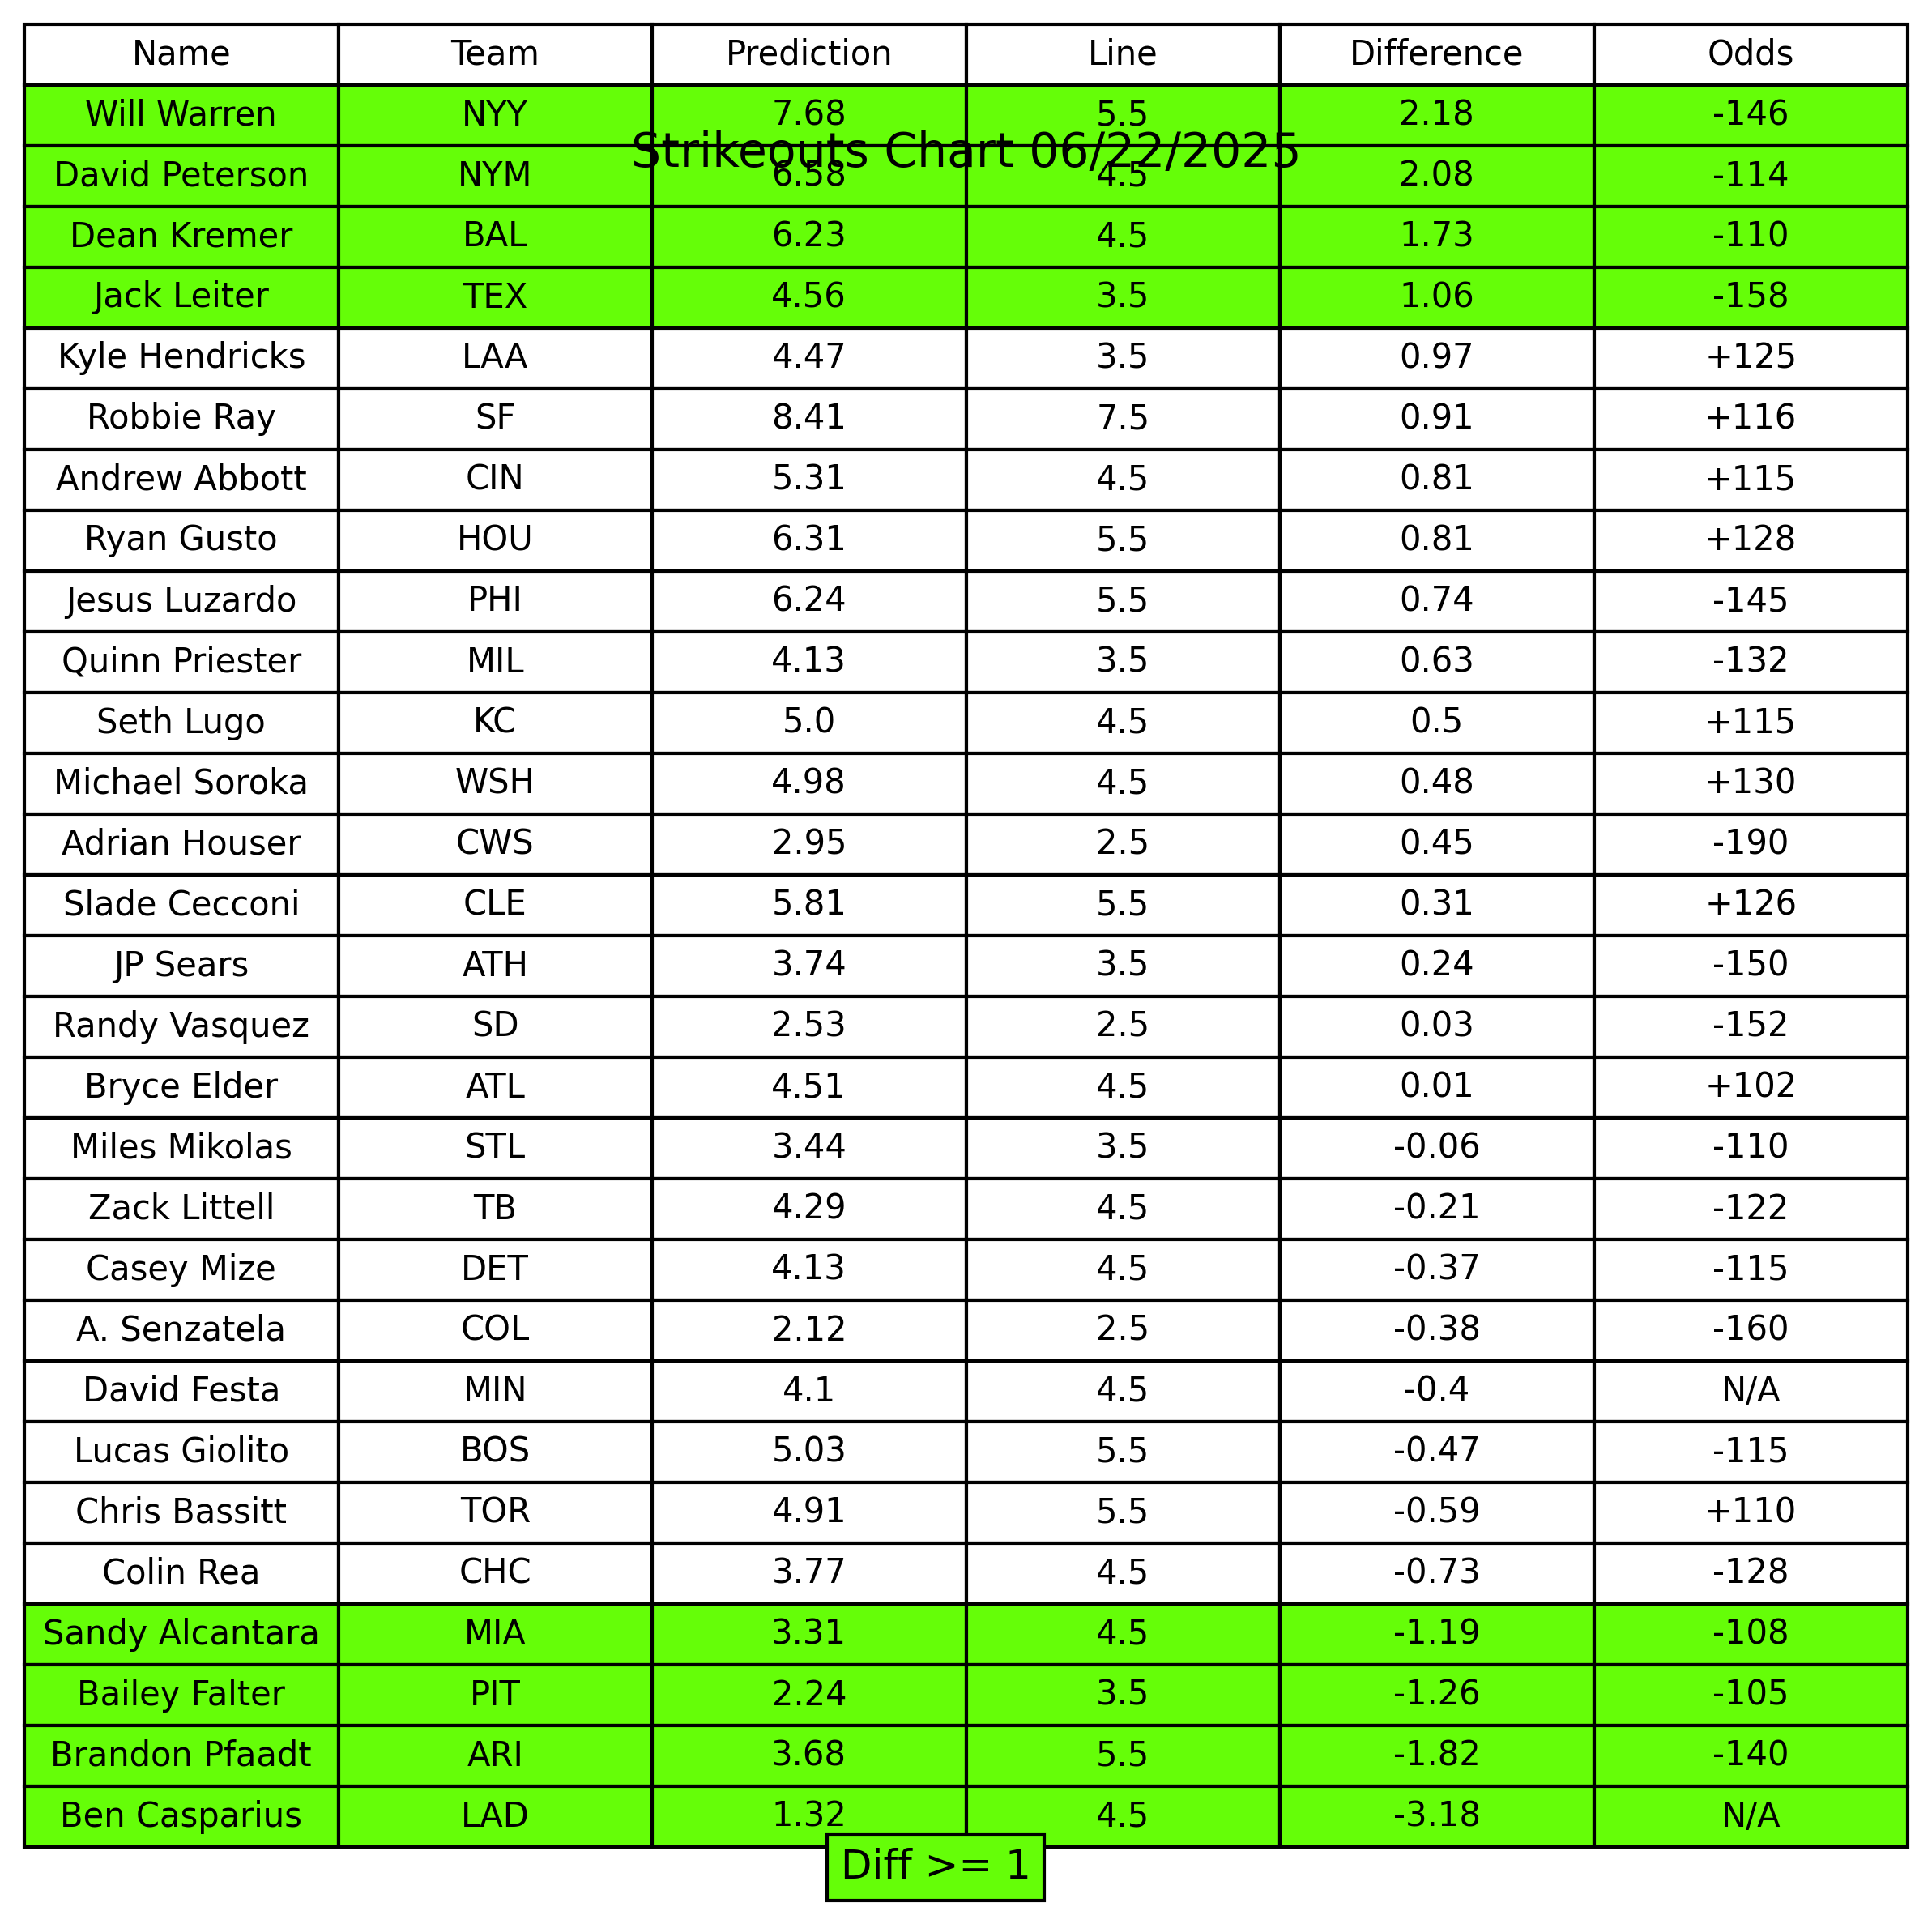 Name Team Prediction Line Difference Odds
Will Warren NYY 7.68 5.5 2.18 -146
Strikeouts Chart 06/22/2025
David Peterson NYM 6.58 4.5 2.08 -114
Dean Kremer BAL 6.23 4.5 1.73 -110
Jack Leiter TEX 4.56 3.5 1.06 -158
Kyle Hendricks LAA 4.47 3.5 0.97 +125
Robbie Ray SF 8.41 7.5 0.91 +116
Andrew Abbott CIN 5.31 4.5 0.81 +115
Ryan Gusto HOU 6.31 5.5 0.81 +128
Jesus Luzardo PHI 6.24 5.5 0.74 -145
Quinn Priester MIL 4.13 3.5 0.63 -132
Seth Lugo KC 5.0 4.5 0.5 +115
Michael Soroka WSH 4.98 4.5 0.48 +130
Adrian Houser CWS 2.95 2.5 0.45 -190
Slade Cecconi CLE 5.81 5.5 0.31 +126
JP Sears ATH 3.74 3.5 0.24 -150
Randy Vasquez SD 2.53 2.5 0.03 -152
Bryce Elder ATL 4.51 4.5 0.01 +102
Miles Mikolas STL 3.44 3.5 -0.06 -110
Zack Littell TB 4.29 4.5 -0.21 -122
Casey Mize DET 4.13 4.5 -0.37 -115
A. Senzatela COL 2.12 2.5 -0.38 -160
David Festa MIN 4.1 4.5 -0.4 N/A
Lucas Giolito BOS 5.03 5.5 -0.47 -115
Chris Bassitt TOR 4.91 5.5 -0.59 +110
Colin Rea CHC 3.77 4.5 -0.73 -128
Sandy Alcantara MIA 3.31 4.5 -1.19 -108
Bailey Falter PIT 2.24 3.5 -1.26 -105
Brandon Pfaadt ARI 3.68 5.5 -1.82 -140
Ben Casparius LAD 1.32 4.5 -3.18 N/A
Diff >= 1